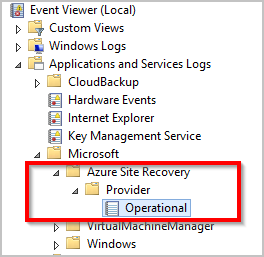 Event Viewer (Local)
Custom Views
Windows Logs
Applications and Services Logs
CloudBackup
Hardware Events
Internet Explorer
Key Management Service
Microsoft
Azure Site Recovery
Provider
Operational
VirtualMachineManager
Windows